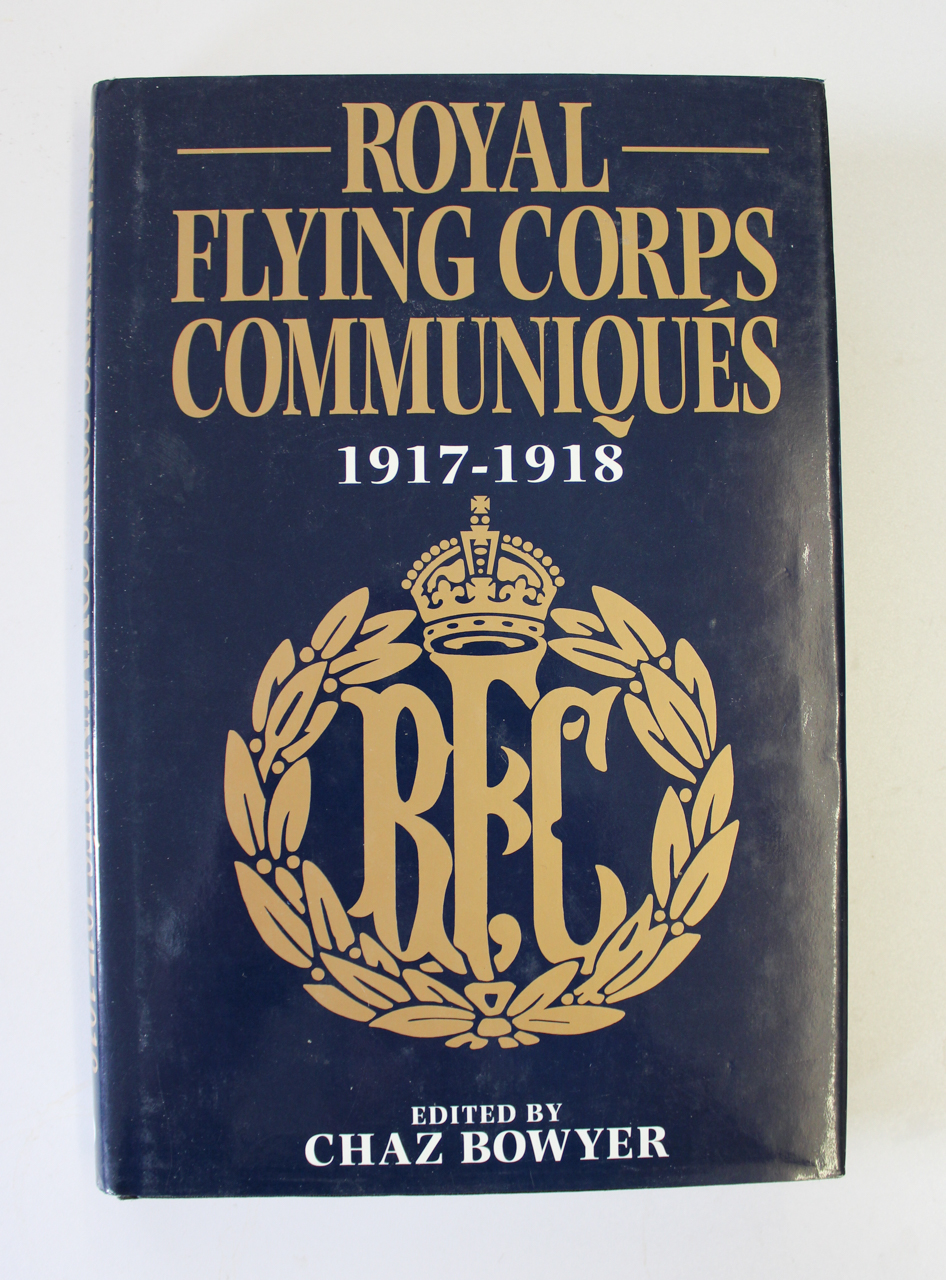 ROYAL
FLYING CORPS
COMMUNIQUÉS
1917-1918
RFC
EDITED BY
CHAZ BOWYER